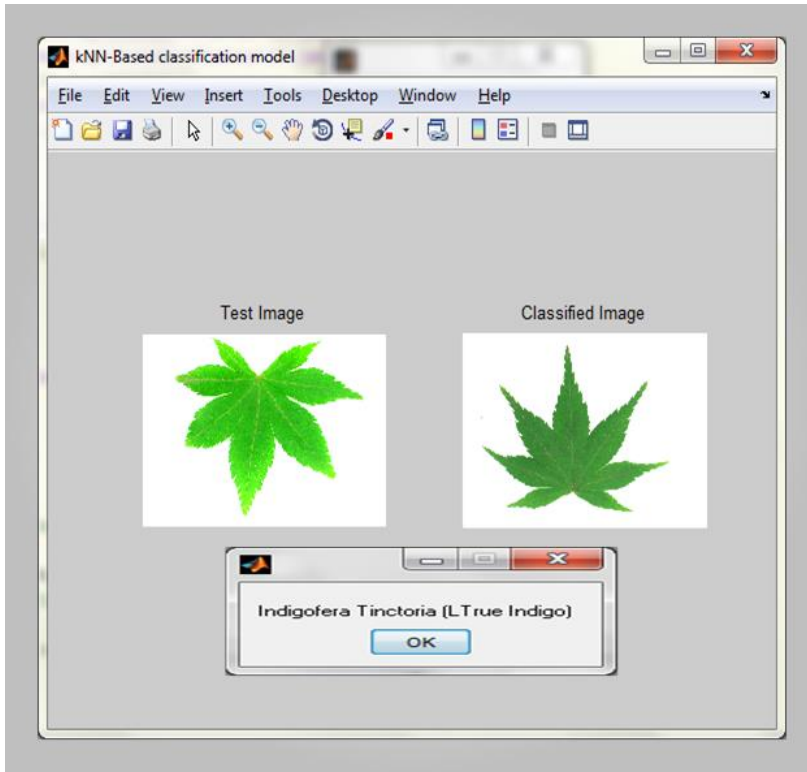 kNN-Based classification model
File Edit View Insert Tools Desktop Window Help
Test Image Classified Image
Indigofera Tinctoria (LTrue Indigo)
OK